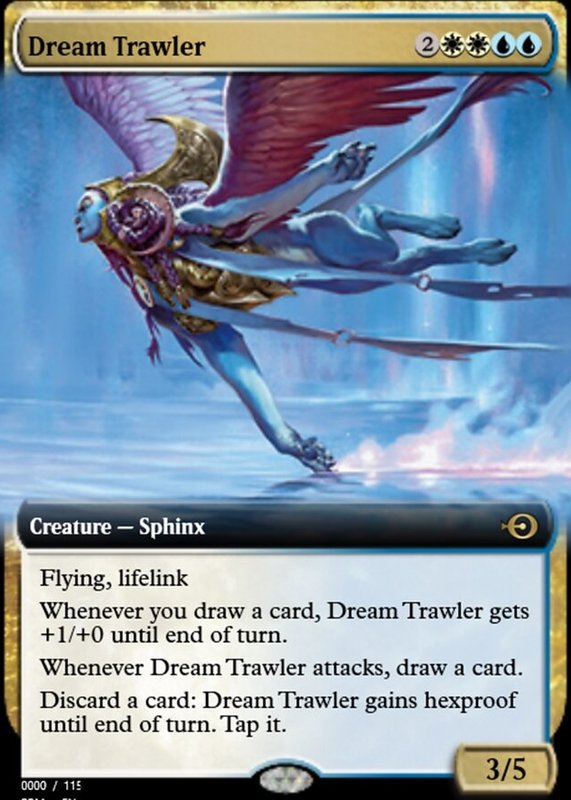 Dream Trawler
2
Creature — Sphinx
Flying, lifelink
Whenever you draw a card, Dream Trawler gets
+1/+0 until end of turn.
Whenever Dream Trawler attacks, draw a card.
Discard a card: Dream Trawler gains hexproof
until end of turn. Tap it.
3/5
0000 / 115